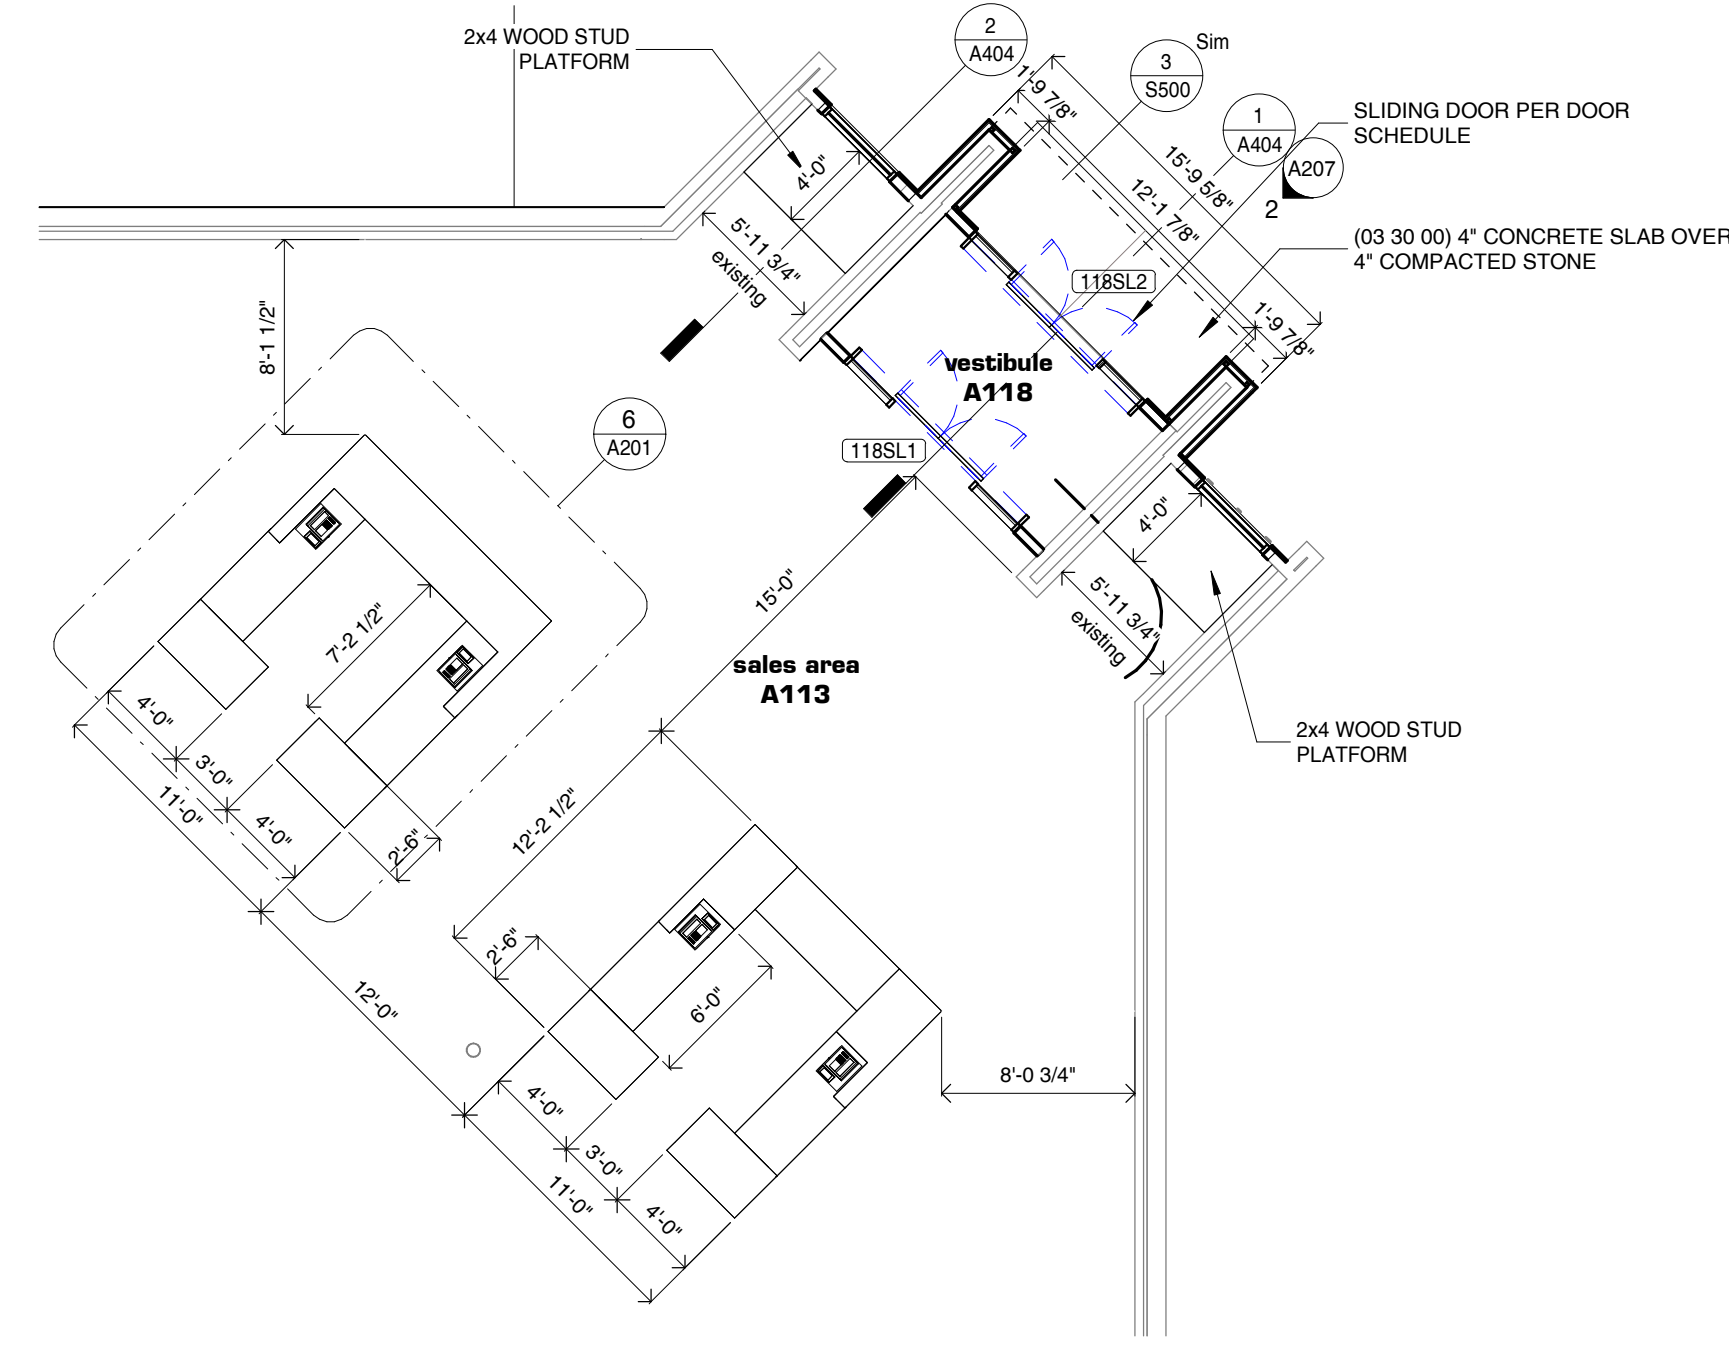 2x4 WOOD STUD
PLATFORM
2
A404
3
S500
Sim
1
A404
A207
2
SLIDING DOOR PER DOOR
SCHEDULE
(03 30 00) 4" CONCRETE SLAB OVER
4" COMPACTED STONE
1'-9 7/8"
15'-9 5/8"
12'-1 7/8"
1'-9 7/8"
4'-0"
5'-11 3/4"
existing
118SL2
vestibule
A118
118SL1
8'-1 1/2"
6
A201
4'-0"
5'-11 3/4"
existing
15'-0"
sales area
A113
2x4 WOOD STUD
PLATFORM
7'-2 1/2"
4'-0"
3'-0"
11'-0"
4'-0"
2'-6"
12'-2 1/2"
2'-6"
12'-0"
6'-0"
8'-0 3/4"
4'-0"
3'-0"
11'-0"
4'-0"